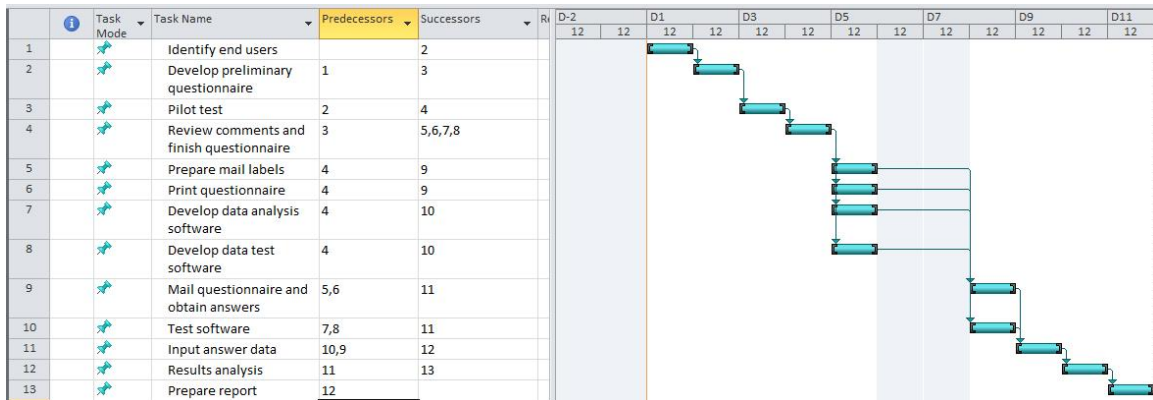 Task Mode Task Name Predecessors Successors Re D-2 D1 D3 D5 D7 D9 D11
12 12 12 12 12 12 12 12 12 12 12 12 12
1 Identify end users 2
2 Develop preliminary questionnaire 1 3
3 Pilot test 2 4
4 Review comments and finish questionnaire 3 5,6,7,8
5 Prepare mail labels 4 9
6 Print questionnaire 4 9
7 Develop data analysis software 4 10
8 Develop data test software 4 10
9 Mail questionnaire and obtain answers 5,6 11
10 Test software 7,8 11
11 Input answer data 10,9 12
12 Results analysis 11 13
13 Prepare report 12